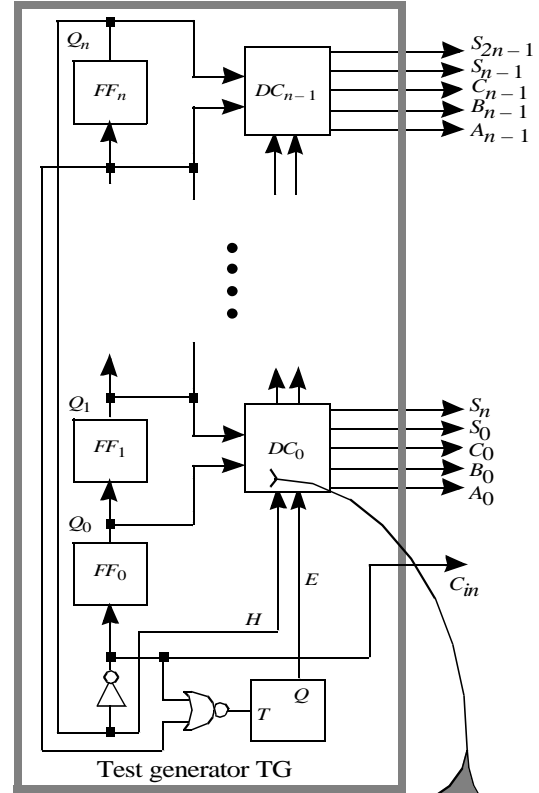 Qn
S2n – 1
FFn
DCn – 1
Sn – 1
Cn – 1
Bn – 1
An – 1
Q1
Sn
FF1
DC0
S0
C0
B0
A0
Q0
FF0
E
Cin
H
Q
T
Test generator TG